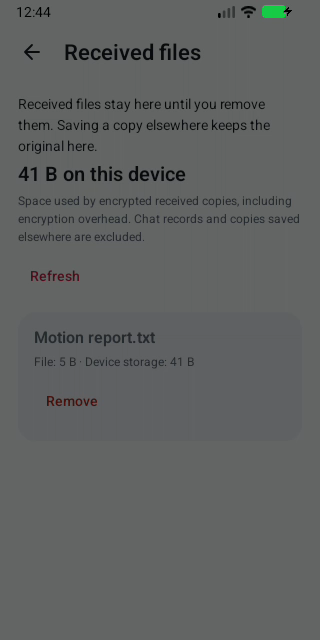 12:44
Received files
Received files stay here until you remove
them. Saving a copy elsewhere keeps the
original here.
41 B on this device
Space used by encrypted received copies, including
encryption overhead. Chat records and copies saved
elsewhere are excluded.
Refresh
Motion report.txt
File: 5 B · Device storage: 41 B
Remove